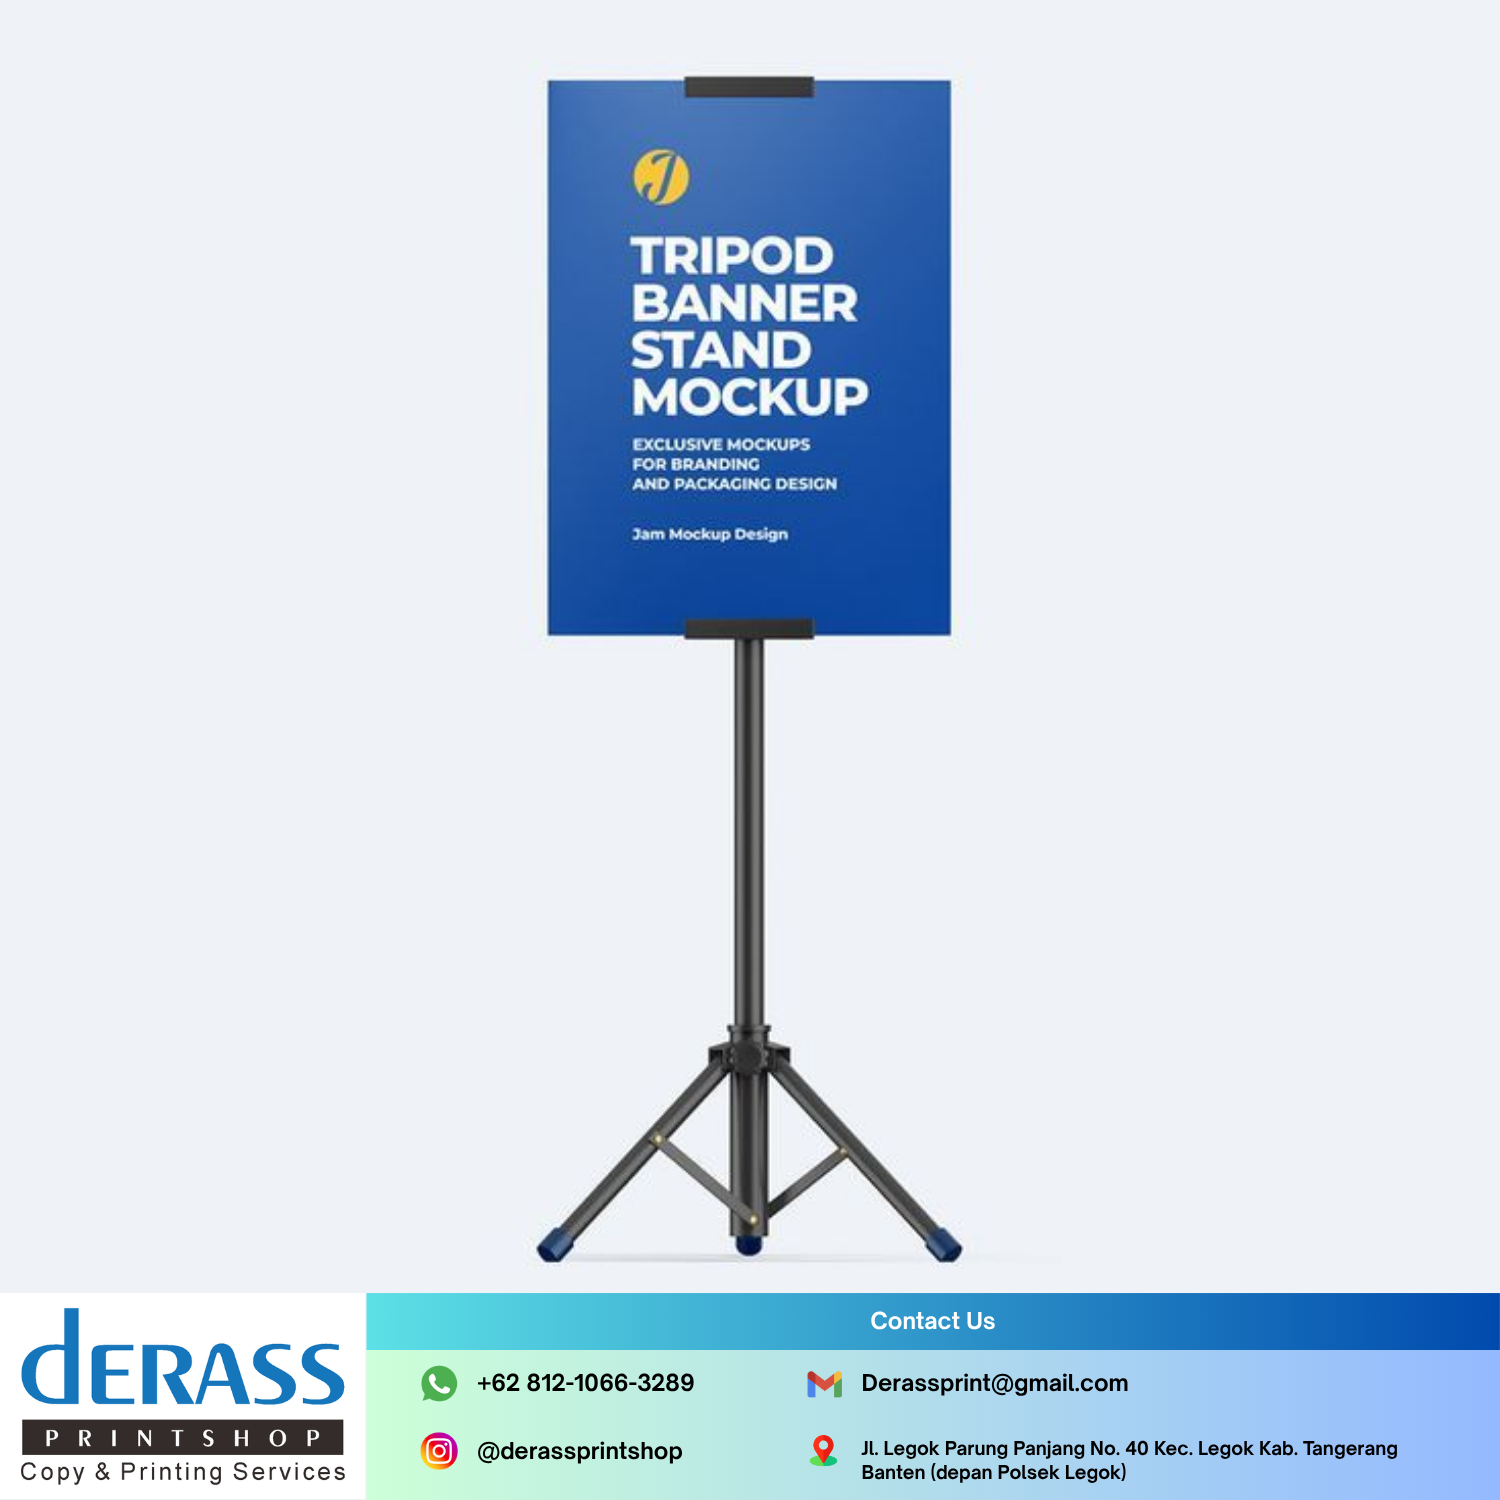 J
TRIPOD
BANNER
STAND
MOCKUP
EXCLUSIVE MOCKUPS
FOR BRANDING
AND PACKAGING DESIGN
Jam Mockup Design
dERASS
PRINTSHOP
Copy & Printing Services
Contact Us
+62 812-1066-3289
@derassprintshop
Derassprint@gmail.com
Jl. Legok Parung Panjang No. 40 Kec. Legok Kab. Tangerang
Banten (depan Polsek Legok)